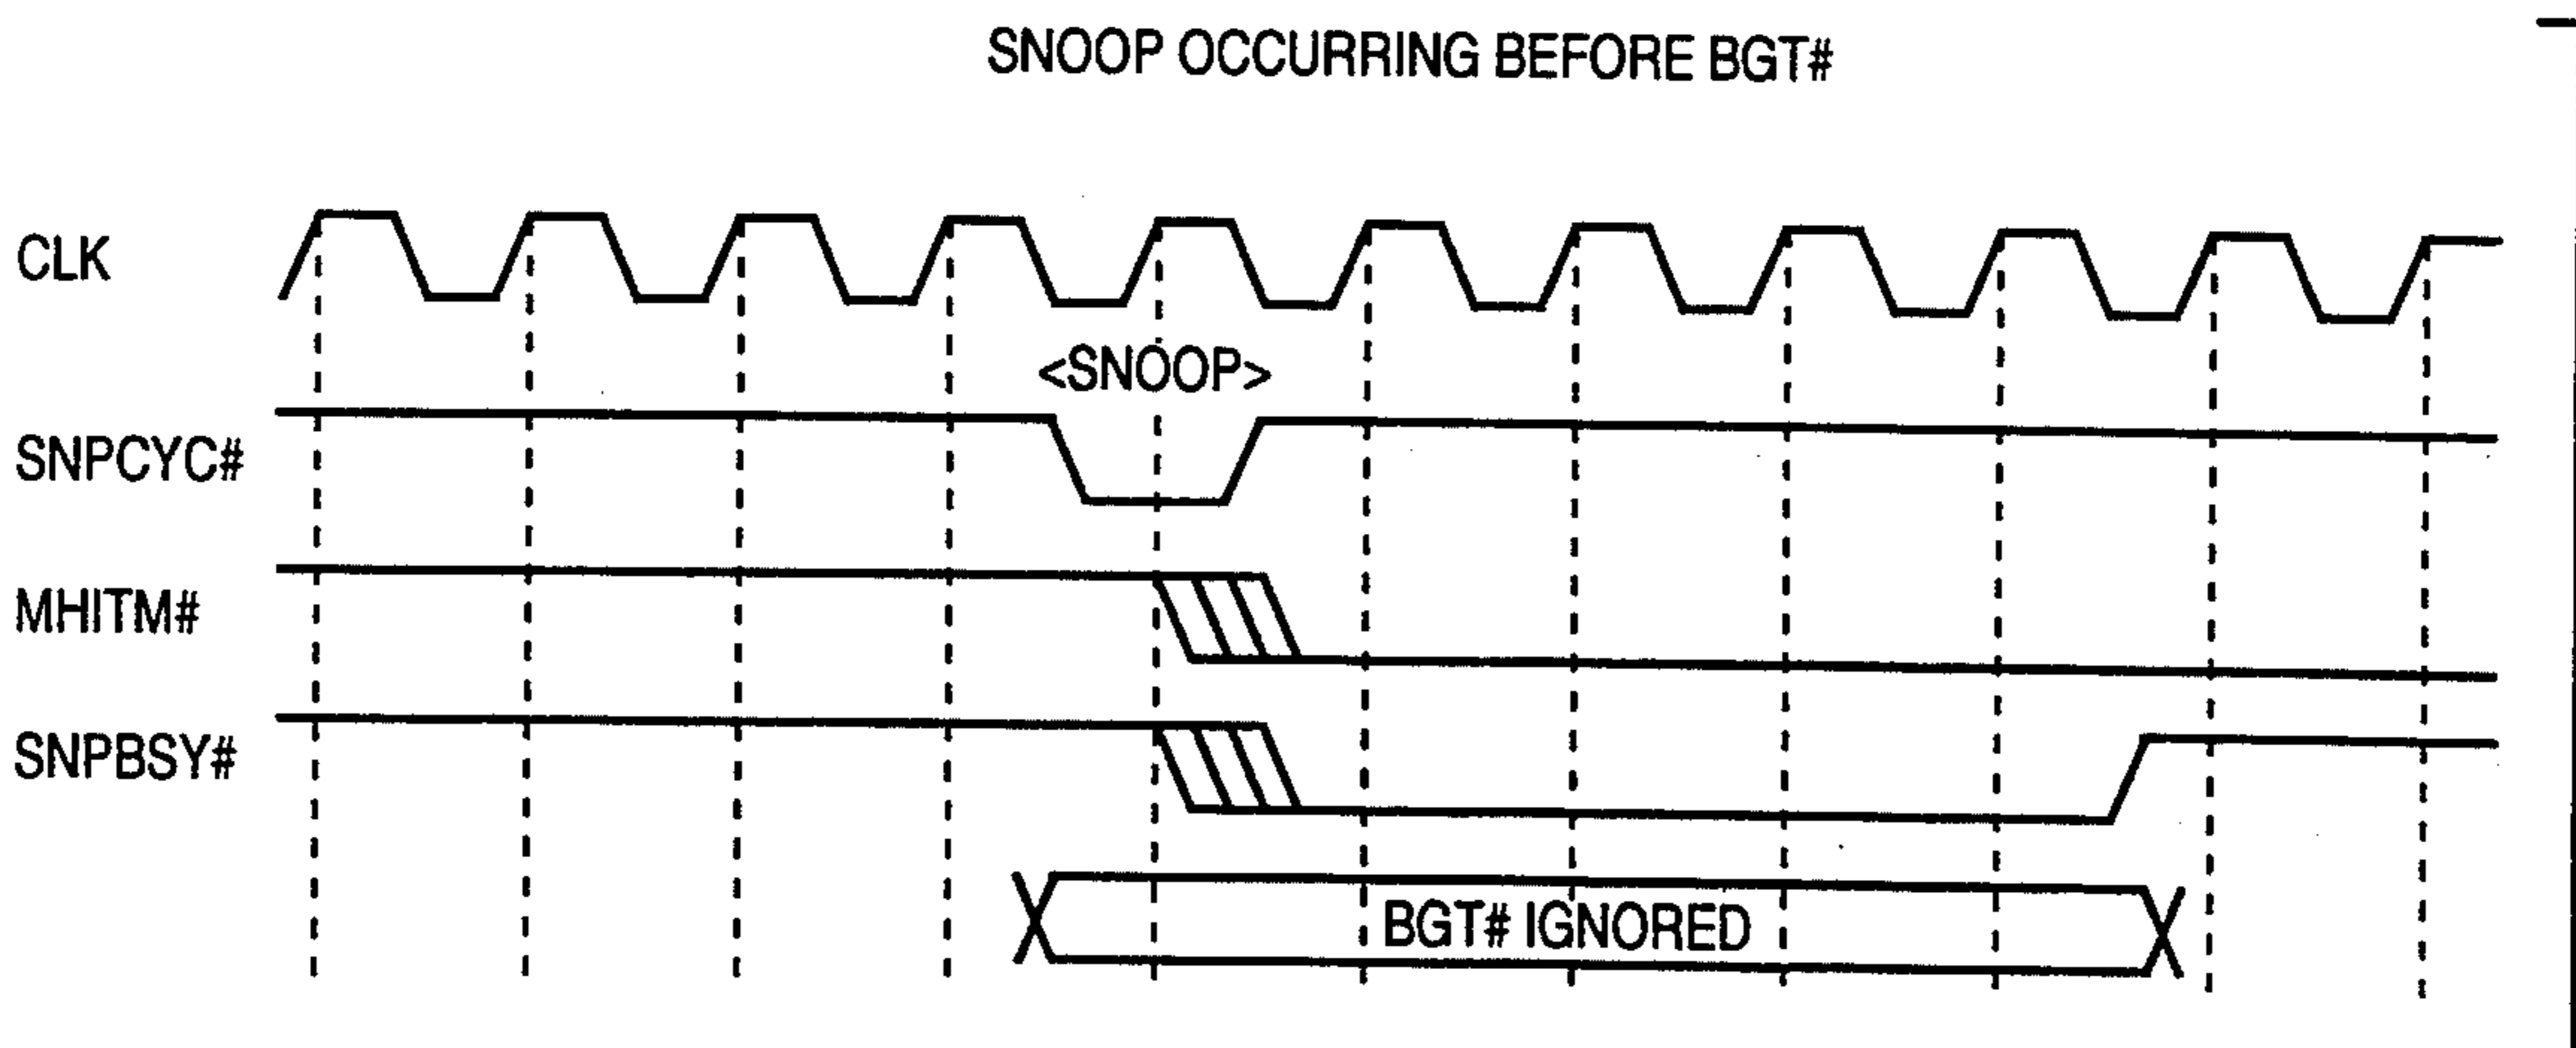 SNOOP OCCURRING BEFORE BGT#
CLK
<SNOOP>
SNPCYC#
MHITM#
SNPBSY#
BGT# IGNORED